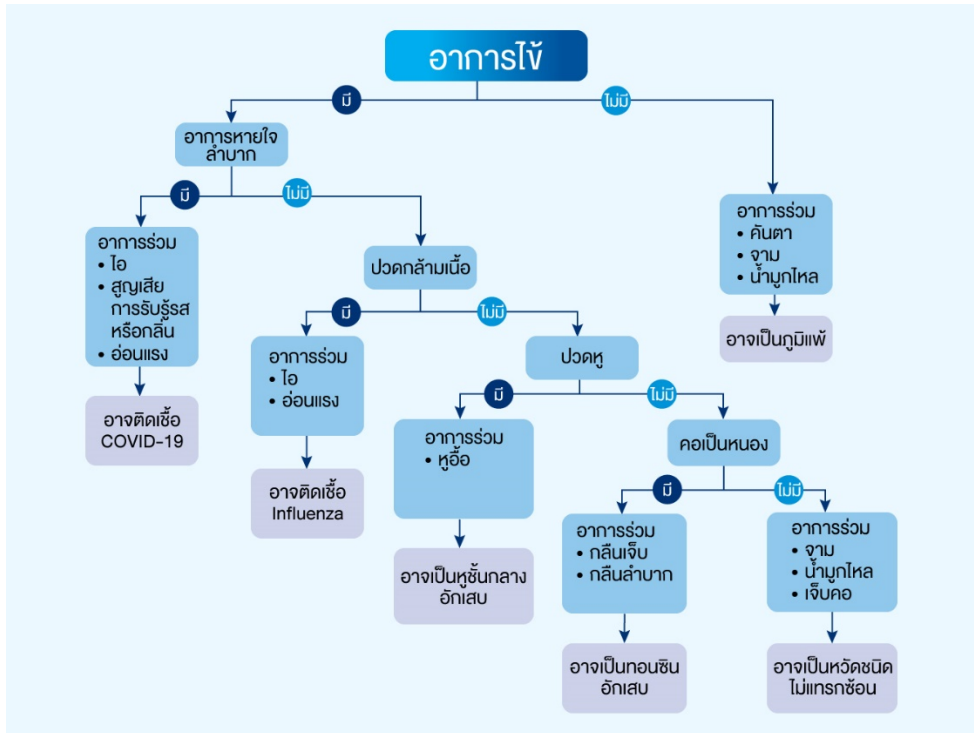 อาการไข้
มี
ไม่มี
อาการหายใจ
ลำบาก
มี
ไม่มี
อาการร่วม
• คันตา
• จาม
• น้ำมูกไหล
อาการร่วม
• ไอ
• สูญเสีย
การรับรู้รส
หรือกลิ่น
• อ่อนแรง
ปวดกล้ามเนื้อ
มี
ไม่มี
อาจเป็นภูมิแพ้
อาการร่วม
• ไอ
• อ่อนแรง
ปวดหู
มี
ไม่มี
อาจติดเชื้อ
COVID-19
อาการร่วม
• หูอื้อ
คอเป็นหนอง
มี
ไม่มี
อาจติดเชื้อ
Influenza
อาการร่วม
• กลืนเจ็บ
• กลืนลำบาก
อาการร่วม
• จาม
• น้ำมูกไหล
• เจ็บคอ
อาจเป็นหูชั้นกลาง
อักเสบ
อาจเป็นทอนซิน
อักเสบ
อาจเป็นหวัดชนิด
ไม่แทรกซ้อน